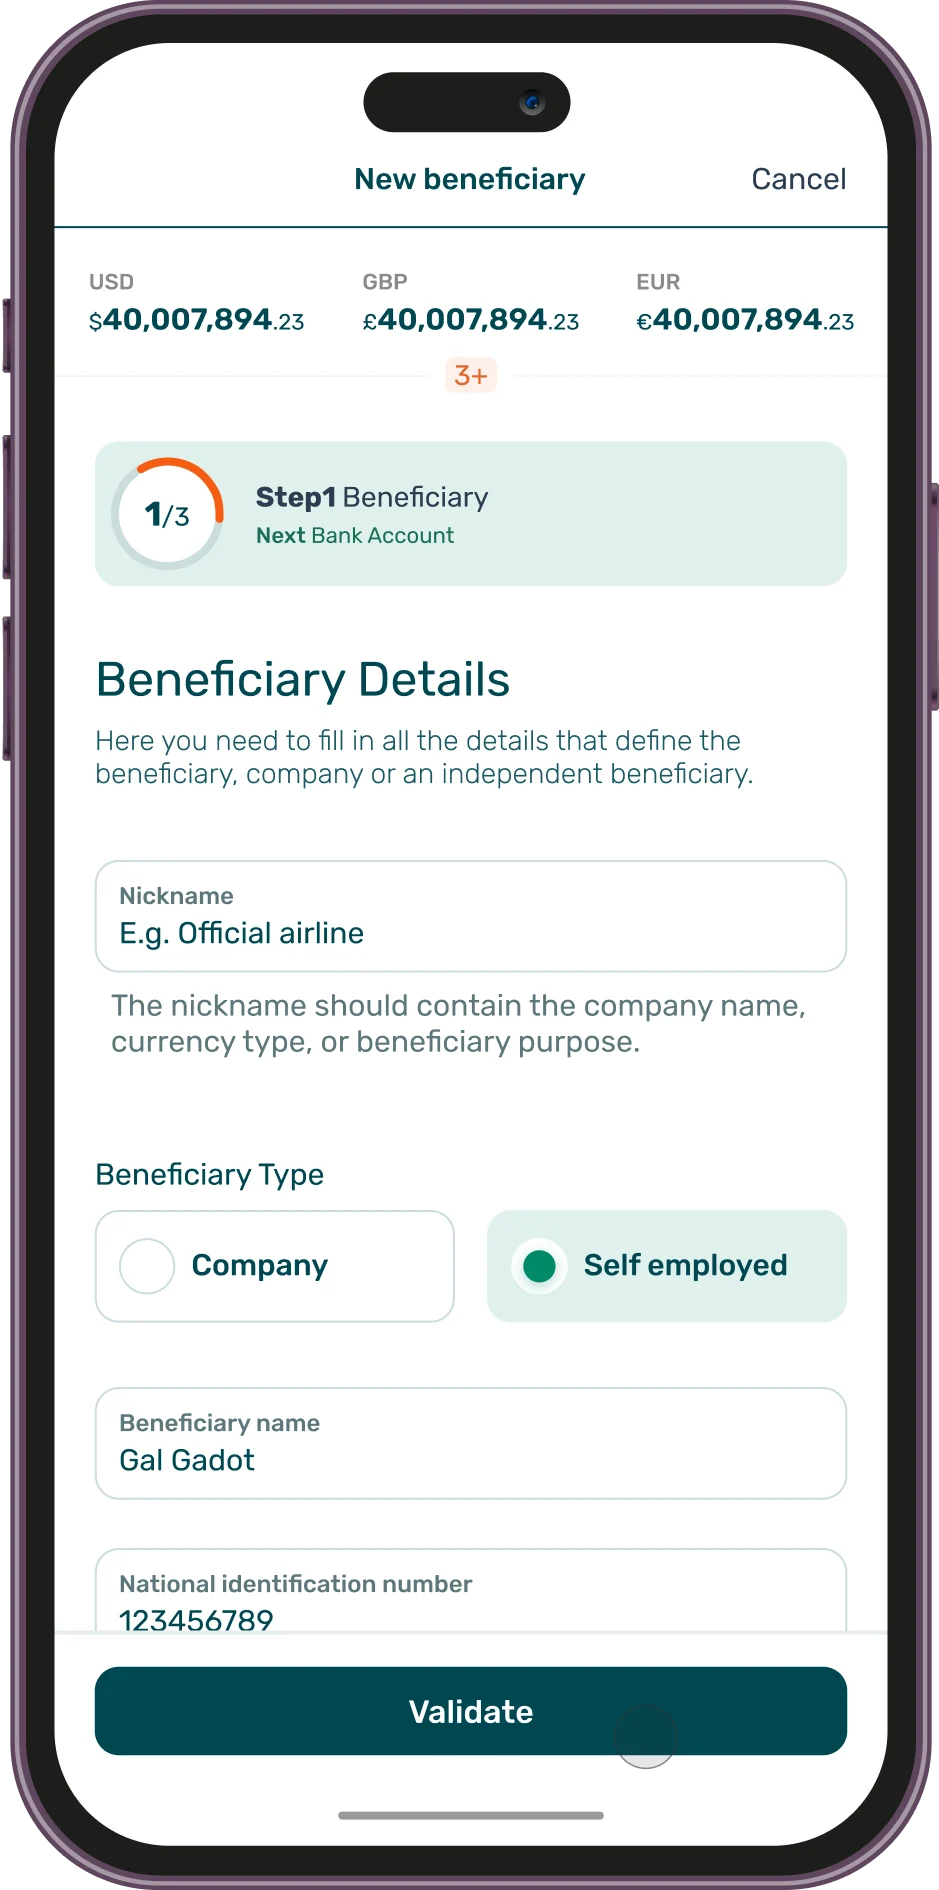 New beneficiary
Cancel
USD
GBP
EUR
$40,007,894.23
£40,007,894.23
€40,007,894.23
3+
1/3
Step1 Beneficiary
Next Bank Account
Beneficiary Details
Here you need to fill in all the details that define the
beneficiary, company or an independent beneficiary.
Nickname
E.g. Official airline
The nickname should contain the company name,
currency type, or beneficiary purpose.
Beneficiary Type
Company
Self employed
Beneficiary name
Gal Gadot
National identification number
123456789
Validate